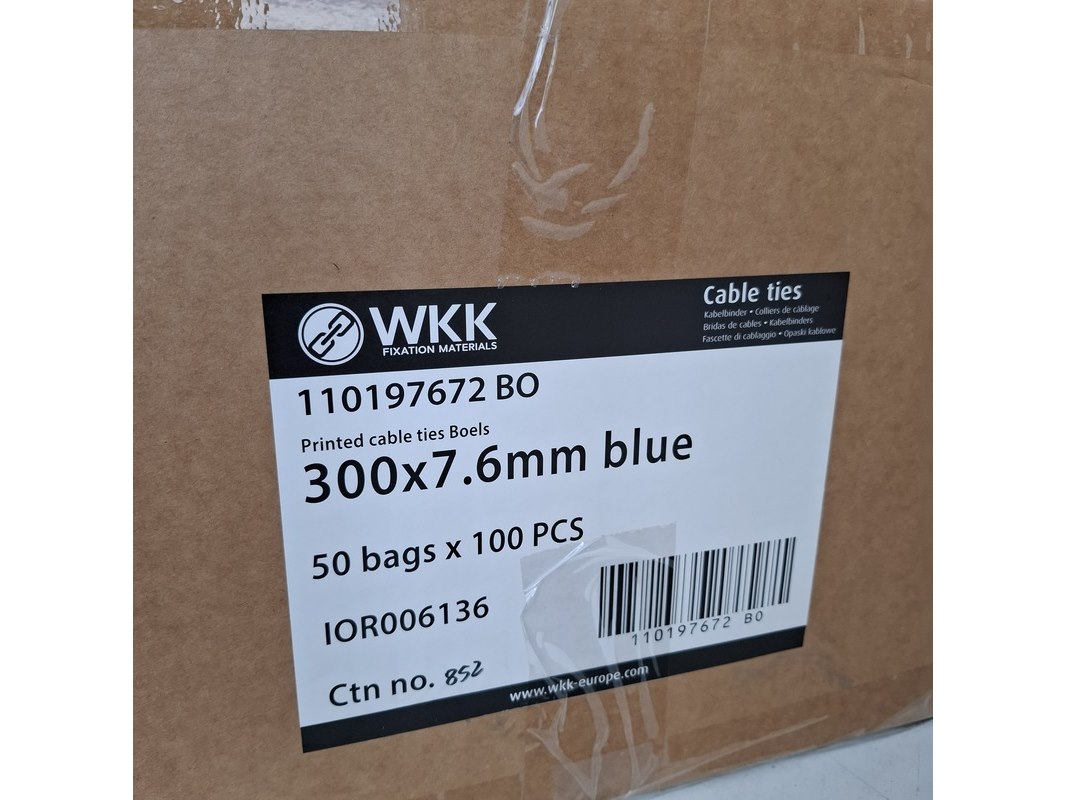 WKK
FIXATION MATERIALS
Cable ties
Kabelbinder • Colliers de câblage
Bridas de cables • Kabelbinders
Fascette di cablaggio • Opaski kablowe
110197672 BO
Printed cable ties Boels
300x7.6mm blue
50 bags x 100 PCS
IOR006136
110197672 BO
Ctn no. 852
www.wkk-europe.com